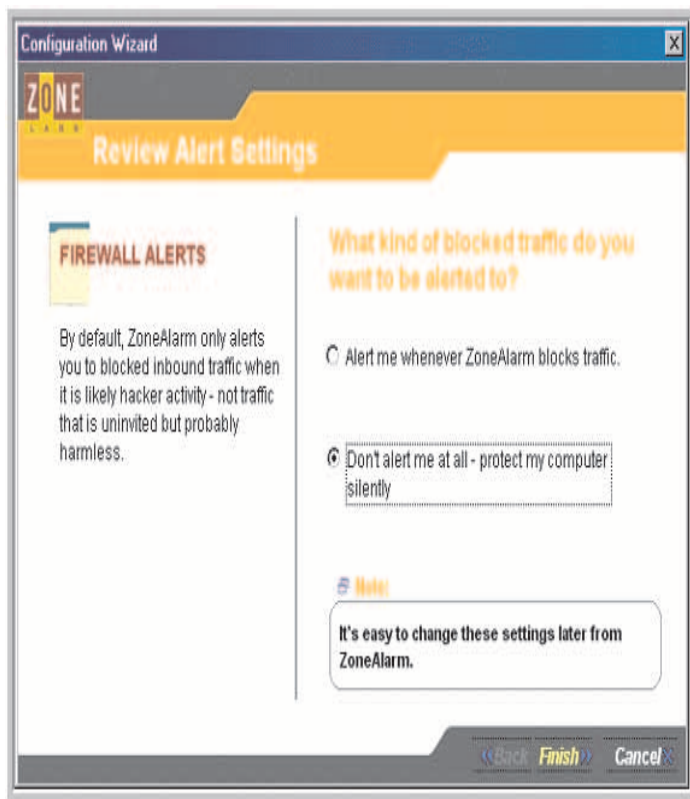 Configuration Wizard
ZONE
LABS
Review Alert Settings
FIREWALL ALERTS
By default, ZoneAlarm only alerts
you to blocked inbound traffic when
it is likely hacker activity - not traffic
that is uninvited but probably
harmless.
What kind of blocked traffic do you
want to be alerted to?
Alert me whenever ZoneAlarm blocks traffic.
Don't alert me at all - protect my computer
silently
Note:
It's easy to change these settings later from
ZoneAlarm.
Back Finish Cancel